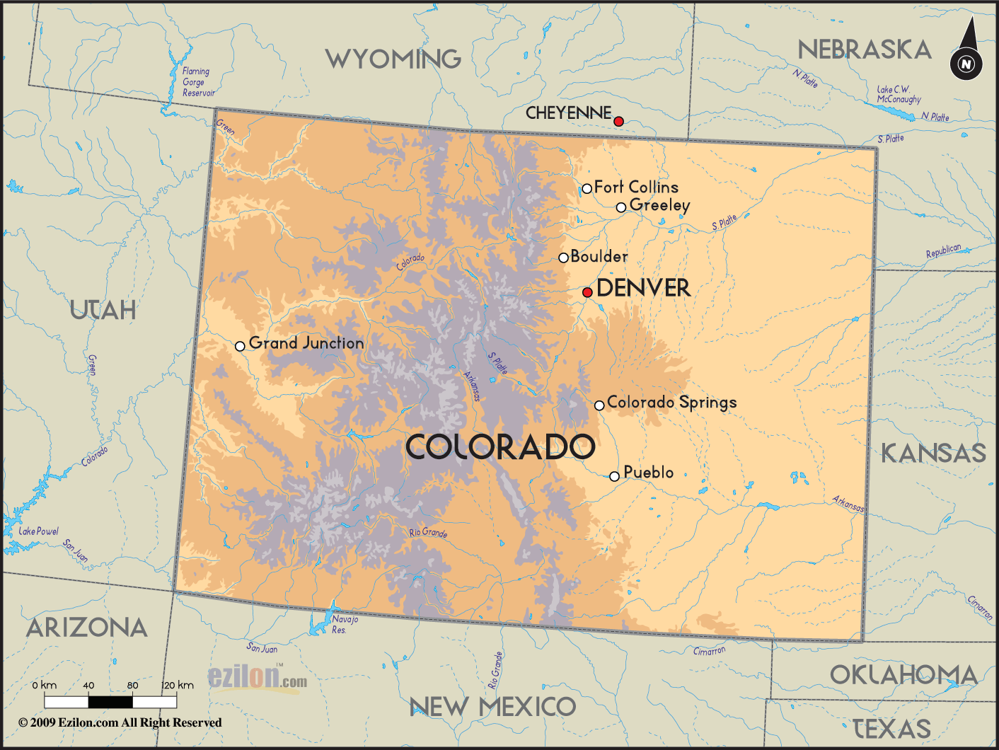 WYOMING
NEBRASKA
N
Flaming
Gorge
Reservoir
N Platte
Lake C.W.
McConaughy
N. Platte
S. Platte
CHEYENNE
Green
Fort Collins
Greeley
S. Platte
Republican
Boulder
Colorado
DENVER
UTAH
Grand Junction
Green
S. Platte
Arkansas
Colorado Springs
COLORADO
KANSAS
Colorado
Pueblo
Arkansas
Lake Powel
San Juan
Rio Grande
Cimarron
ARIZONA
Navajo
Res.
San Juan
Cimarron
Rio Grande
ezilon.com™
OKLAHOMA
0 km 40 80 120 km
NEW MEXICO
TEXAS
© 2009 Ezilon.com All Right Reserved